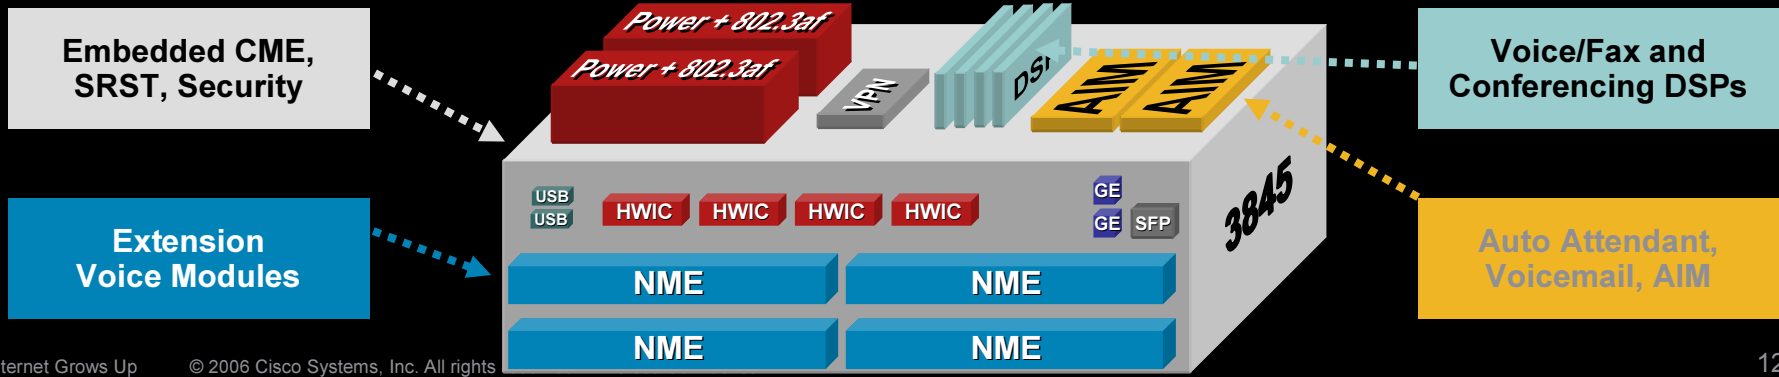 Embedded CME,
SRST, Security
Extension
Voice Modules
Power + 802.3af
Power + 802.3af
VPN
AIM
AIM
USB
USB
HWIC
HWIC
HWIC
HWIC
GE
GE
SFP
3845
NME
NME
NME
NME
Voice/Fax and
Conferencing DSPs
Auto Attendant,
Voicemail, AIM
Grows Up © 2006 Cisco Systems, Inc. All rights
12